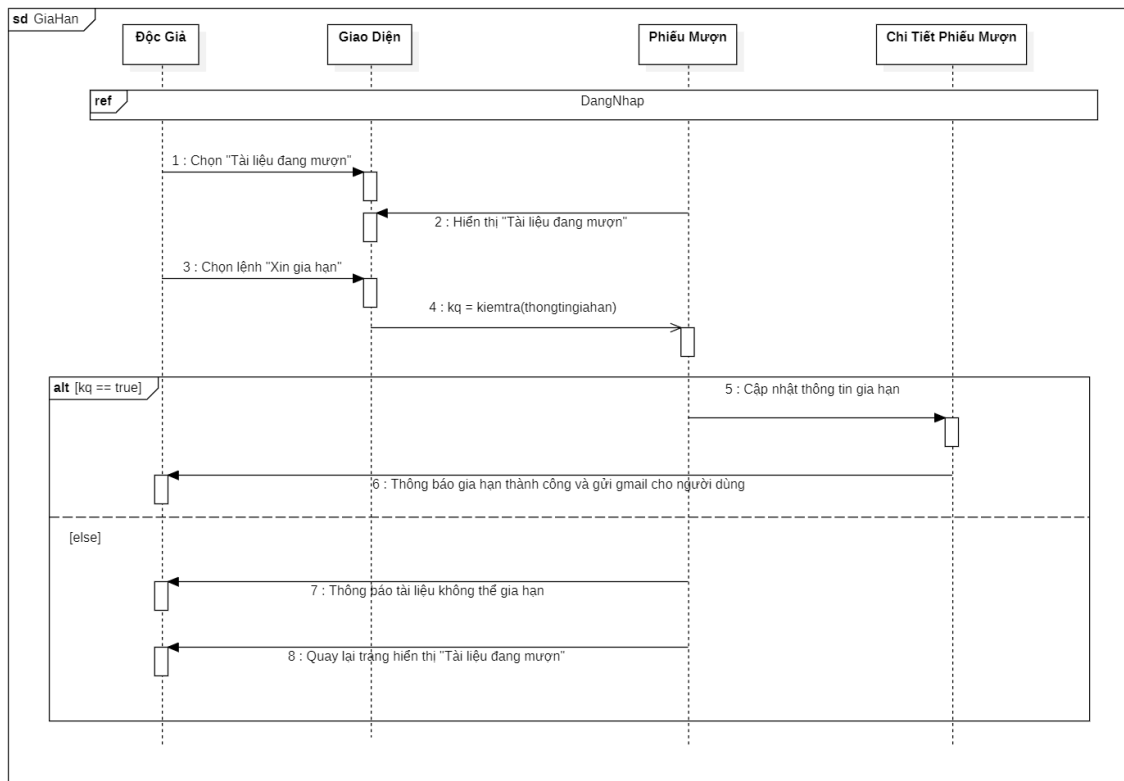 sd GiaHan
Độc Giả
Giao Diện
Phiếu Mượn
Chi Tiết Phiếu Mượn
ref
DangNhap
1 : Chọn "Tài liệu đang mượn"
2 : Hiển thị "Tài liệu đang mượn"
3 : Chọn lệnh "Xin gia hạn"
4 : kq = kiemtra(thongtingiahan)
alt [kq == true]
5 : Cập nhật thông tin gia hạn
6 : Thông báo gia hạn thành công và gửi gmail cho người dùng
[else]
7 : Thông báo tài liệu không thể gia hạn
8 : Quay lại trang hiển thị "Tài liệu đang mượn"